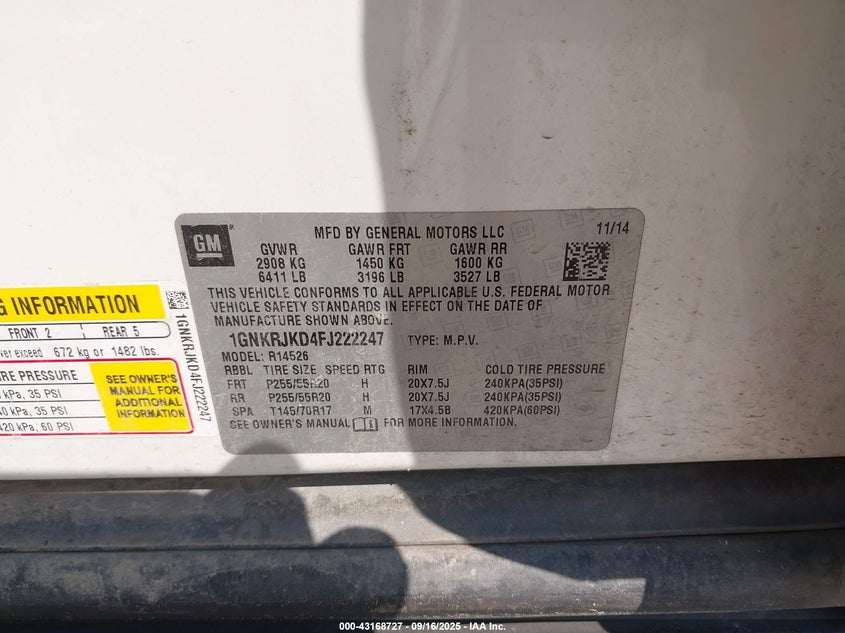 GM
MFD BY GENERAL MOTORS LLC
11/14
GVWR GAWR FRT GAWR RR
2908 KG 1450 KG 1600 KG
6411 LB 3196 LB 3527 LB
THIS VEHICLE CONFORMS TO ALL APPLICABLE U.S. FEDERAL MOTOR
VEHICLE SAFETY STANDARDS IN EFFECT ON THE DATE OF
MANUFACTURE SHOWN ABOVE.
1GNKRJKD4FJ222247 TYPE: M.P.V.
MODEL: R14526
RBBL TIRE SIZE SPEED RTG RIM COLD TIRE PRESSURE
FRT P255/55R20 H 20X7.5J 240KPA(35PSI)
RR P255/55R20 H 20X7.5J 240KPA(35PSI)
SPA T145/70R17 M 17X4.5B 420KPA(60PSI)
SEE OWNER'S MANUAL FOR MORE INFORMATION.
G INFORMATION
FRONT 2 REAR 5
exceed 672 kg or 1482 lbs.
PRESSURE
kPa, 35 PSI
kPa, 35 PSI
420 kPa, 60 PSI
SEE OWNER'S
MANUAL FOR
ADDITIONAL
INFORMATION
1GNKRJKD4FJ222247
000-43168727 - 09/16/2025 - IAA Inc.